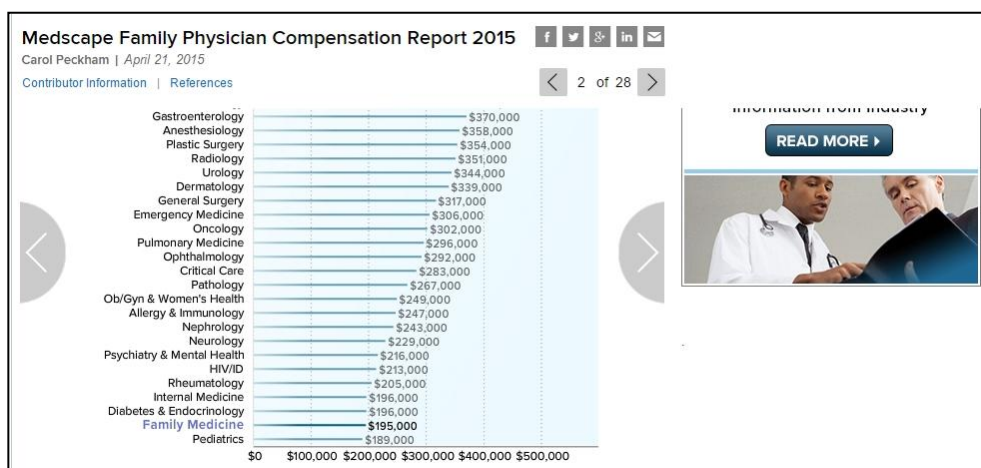 Medscape Family Physician Compensation Report 2015
Carol Peckham | April 21, 2015
Contributor Information | References
2 of 28
Gastroenterology $370,000
Anesthesiology $358,000
Plastic Surgery $354,000
Radiology $351,000
Urology $344,000
Dermatology $339,000
General Surgery $317,000
Emergency Medicine $306,000
Oncology $302,000
Pulmonary Medicine $296,000
Ophthalmology $292,000
Critical Care $283,000
Pathology $267,000
Ob/Gyn & Women's Health $249,000
Allergy & Immunology $247,000
Nephrology $243,000
Neurology $229,000
Psychiatry & Mental Health $216,000
HIV/ID $213,000
Rheumatology $205,000
Internal Medicine $196,000
Diabetes & Endocrinology $196,000
Family Medicine $195,000
Pediatrics $189,000
$0 $100,000 $200,000 $300,000 $400,000 $500,000
Information from Industry
READ MORE